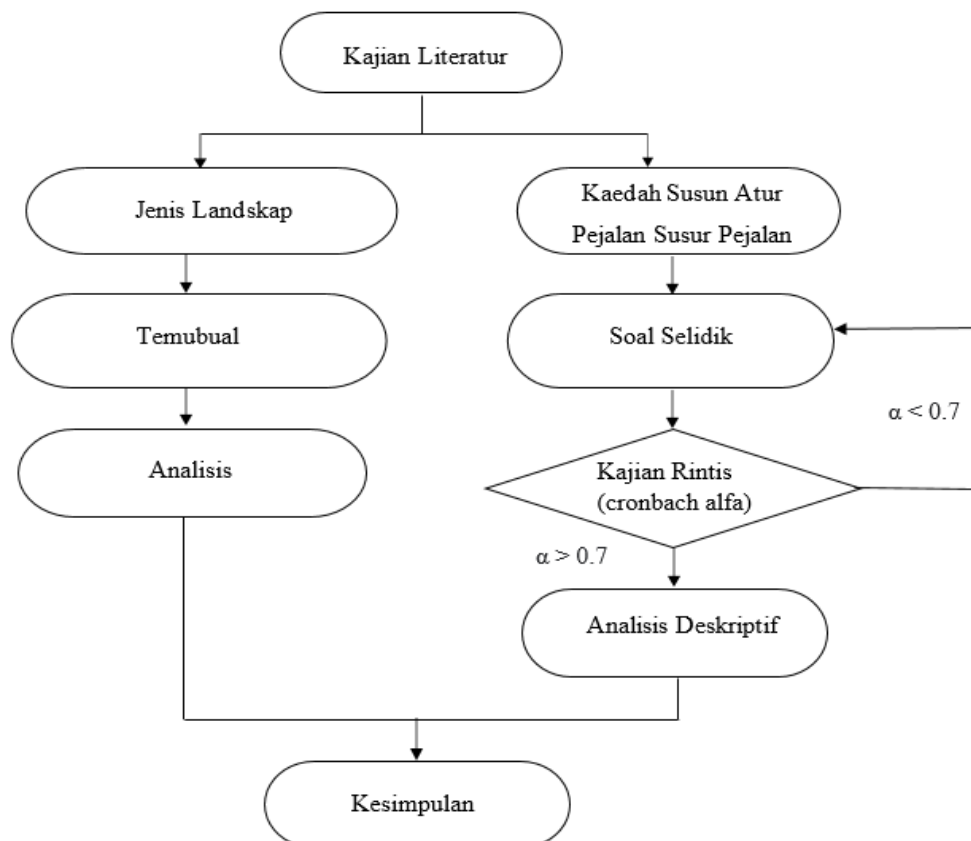 Kajian Literatur
Jenis Landskap
Kaedah Susun Atur
Pejalan Susur Pejalan
Temubual
Soal Selidik
α < 0.7
Analisis
Kajian Rintis
(cronbach alfa)
α > 0.7
Analisis Deskriptif
Kesimpulan